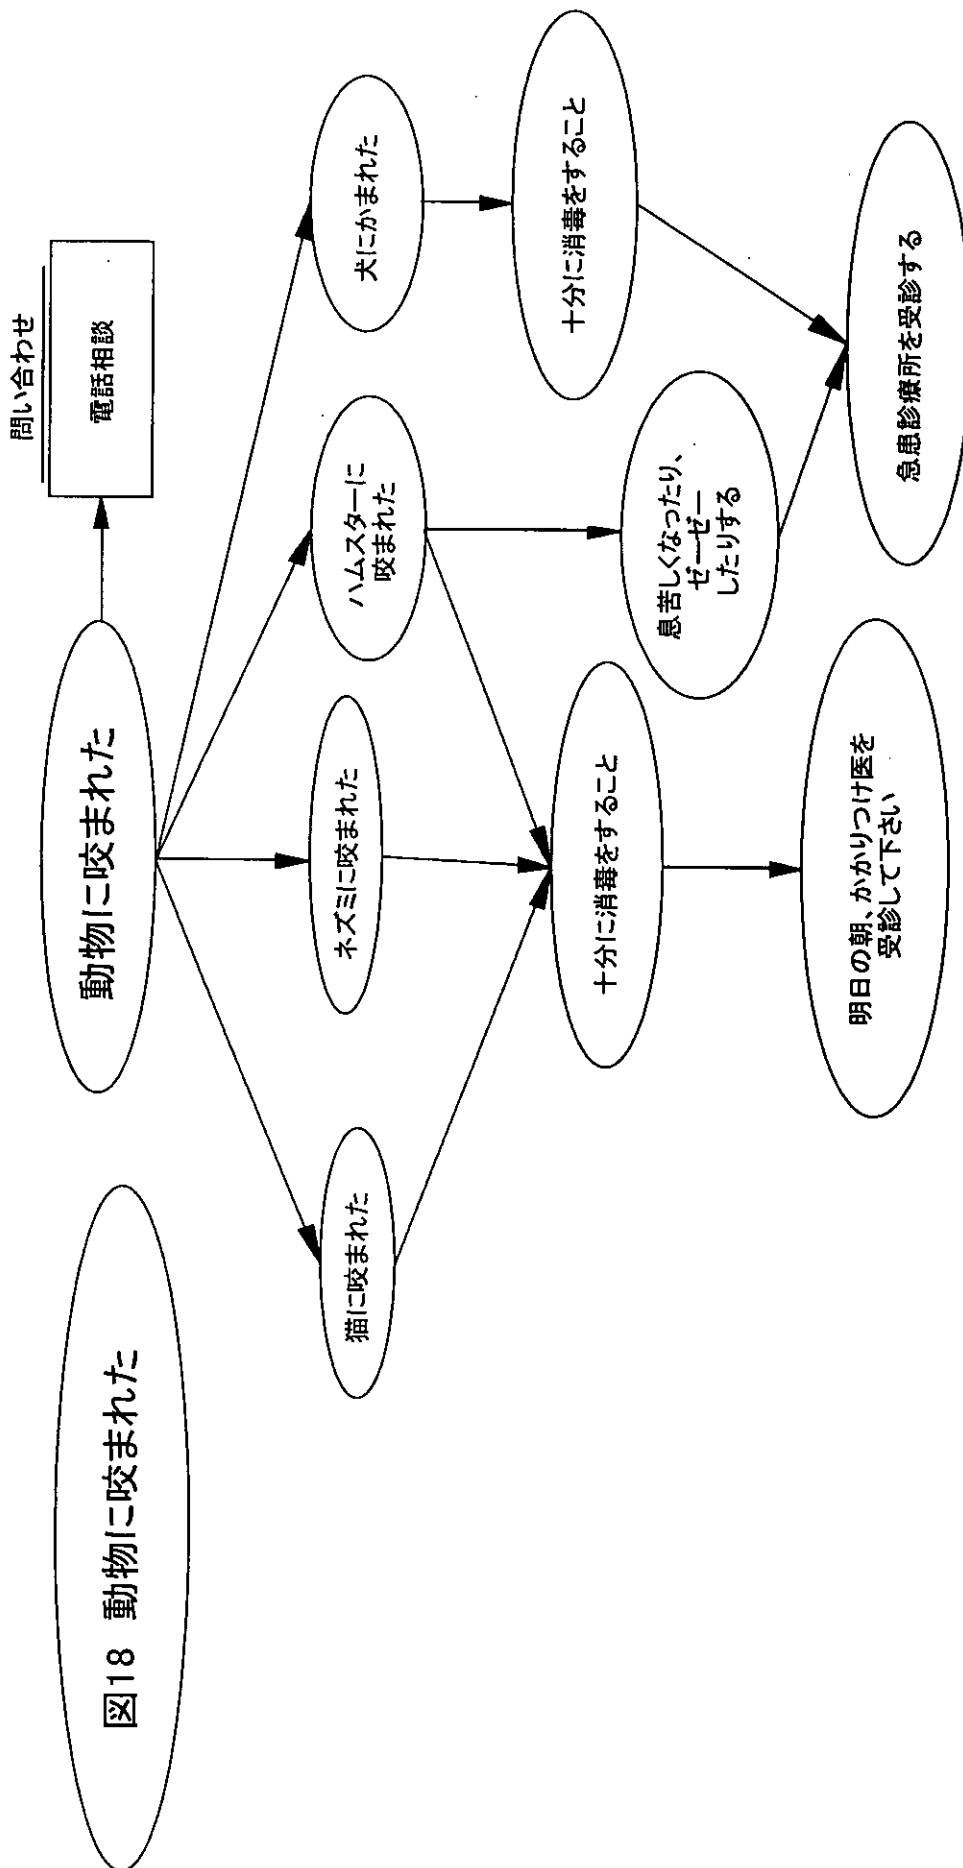 図18 動物に咬まれた
動物に咬まれた
問い合わせ
電話相談
猫に咬まれた
ネズミに咬まれた
ハムスターに
咬まれた
犬にかまれた
十分に消毒をすること
息苦しくなったり、
ゼーゼー
したりする
十分に消毒をすること
明日の朝、かかりつけ医を
受診して下さい
急患診療所を受診する